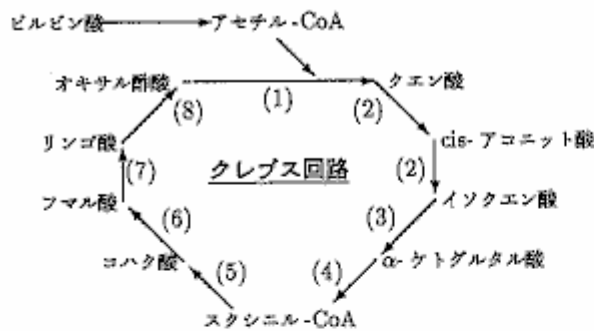 ピルビン酸 アセチル-CoA
オキサル酢酸 (1) クエン酸
(8) (2)
リンゴ酸 cis-アコニット酸
(7) クレブス回路 (2)
フマル酸 イソクエン酸
(6) (3)
コハク酸 (5) (4) α-ケトグルタル酸
スクシニル-CoA